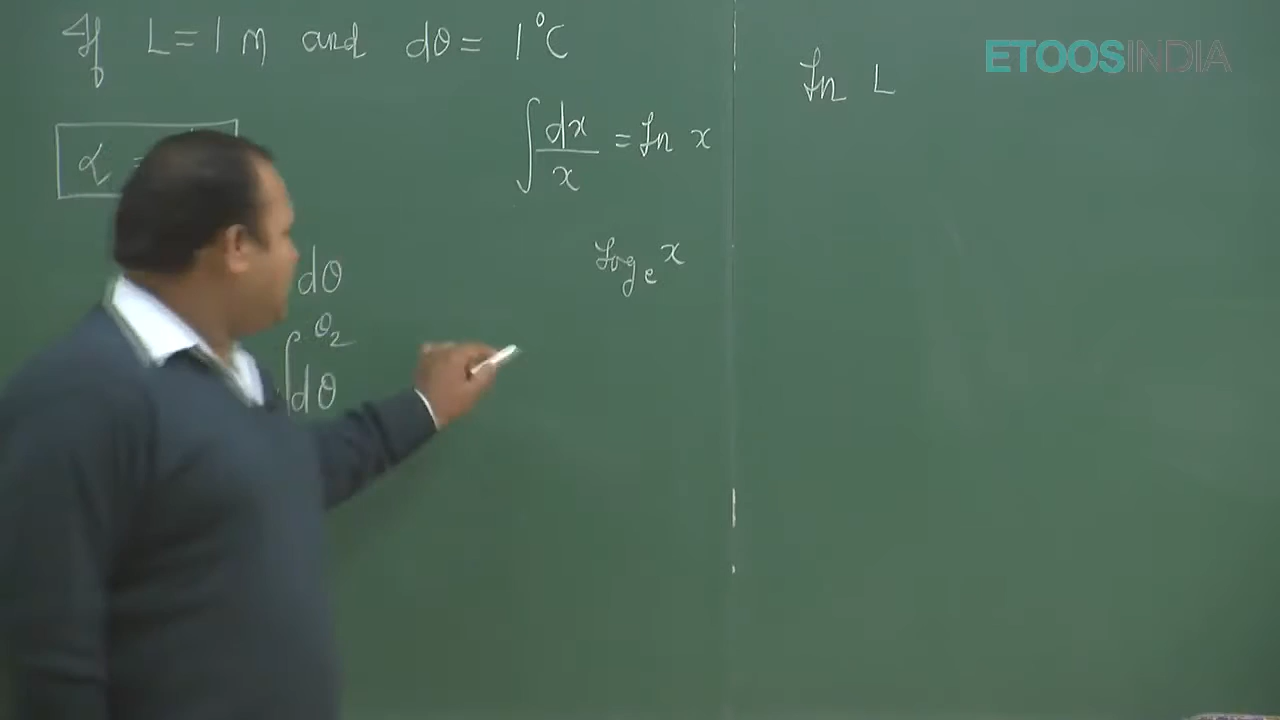 If L = 1 m and dθ = 1°C
α =
∫ dx/x = ln x
log_e x
dθ
θ₂
∫ dθ
ln L
ETOOSINDIA